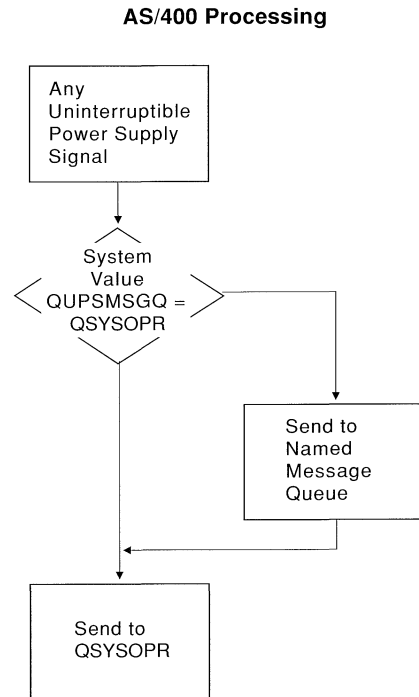 AS/400 Processing
Any
Uninterruptible
Power Supply
Signal
System
Value
QUPSMSGQ =
QSYSOPR
Send to
Named
Message
Queue
Send to
QSYSOPR